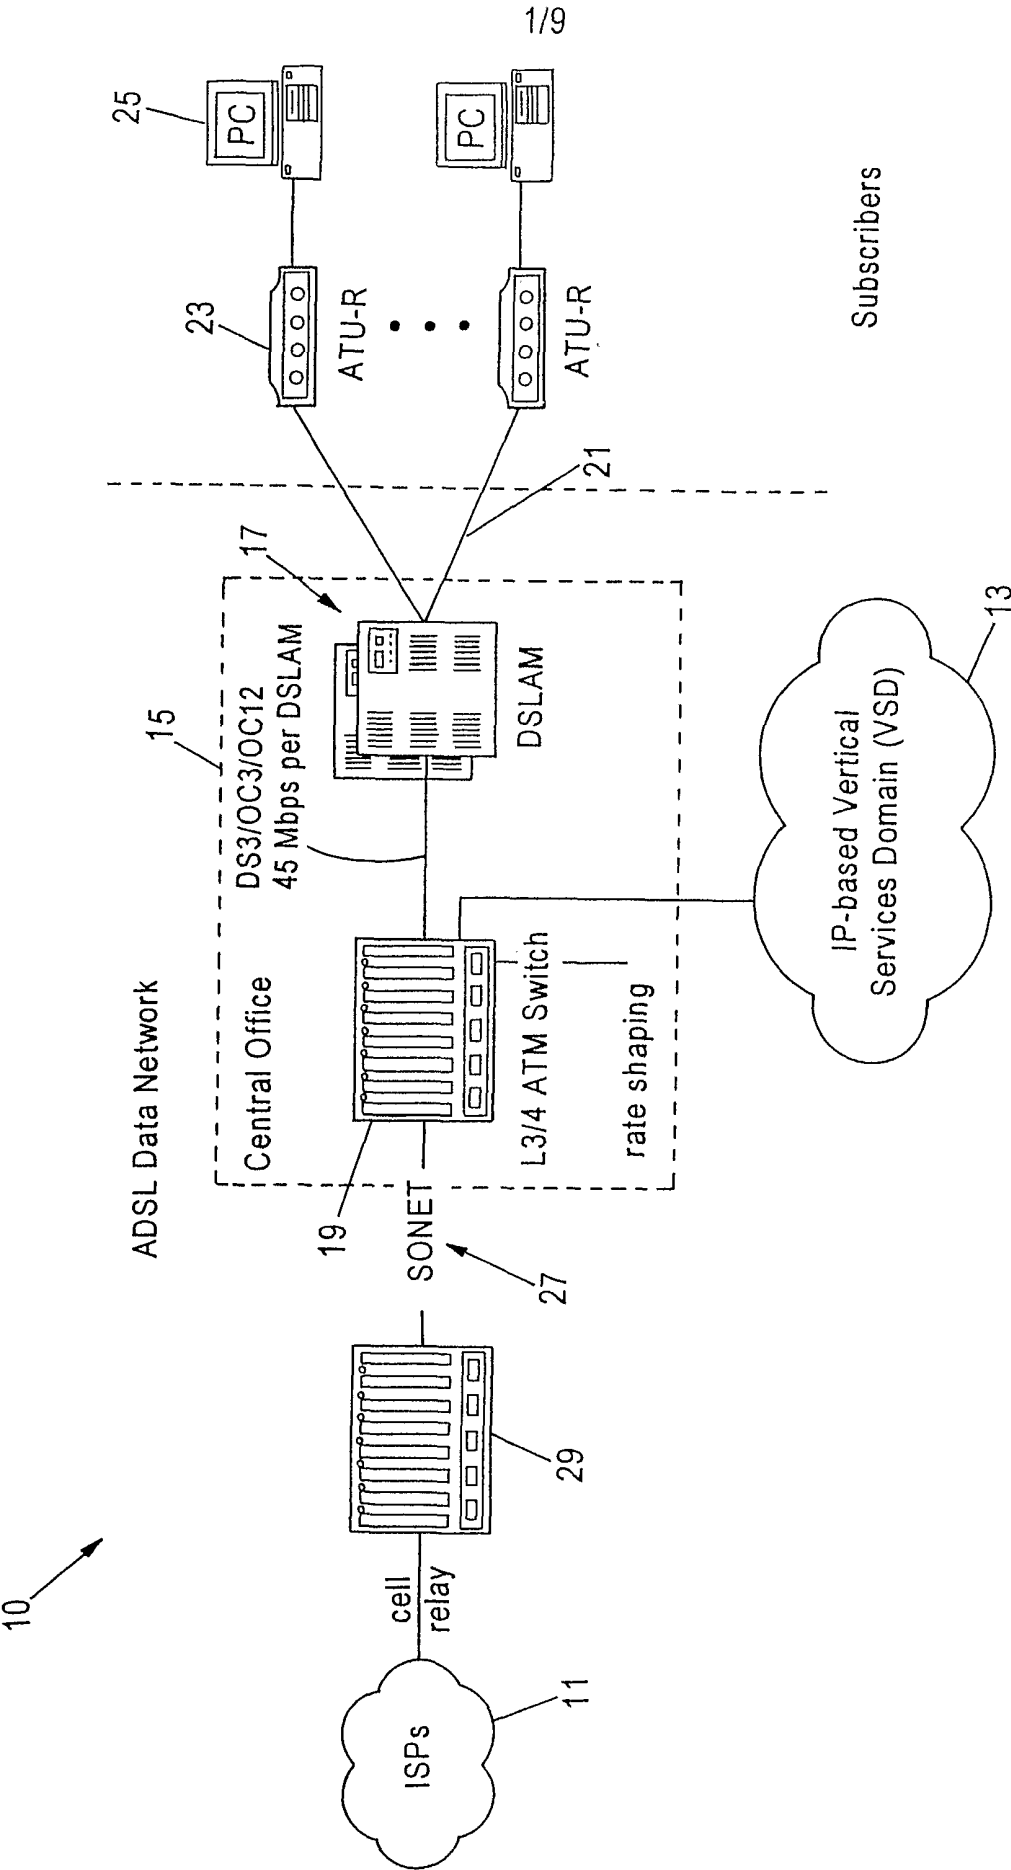 1/9
10
ADSL Data Network
ISPs
11
cell
relay
29
SONET
27
19
Central Office
L3/4 ATM Switch
rate shaping
15
DS3/OC3/OC12
45 Mbps per DSLAM
17
DSLAM
IP-based Vertical
Services Domain (VSD)
13
21
23
ATU-R
ATU-R
25
PC
PC
Subscribers